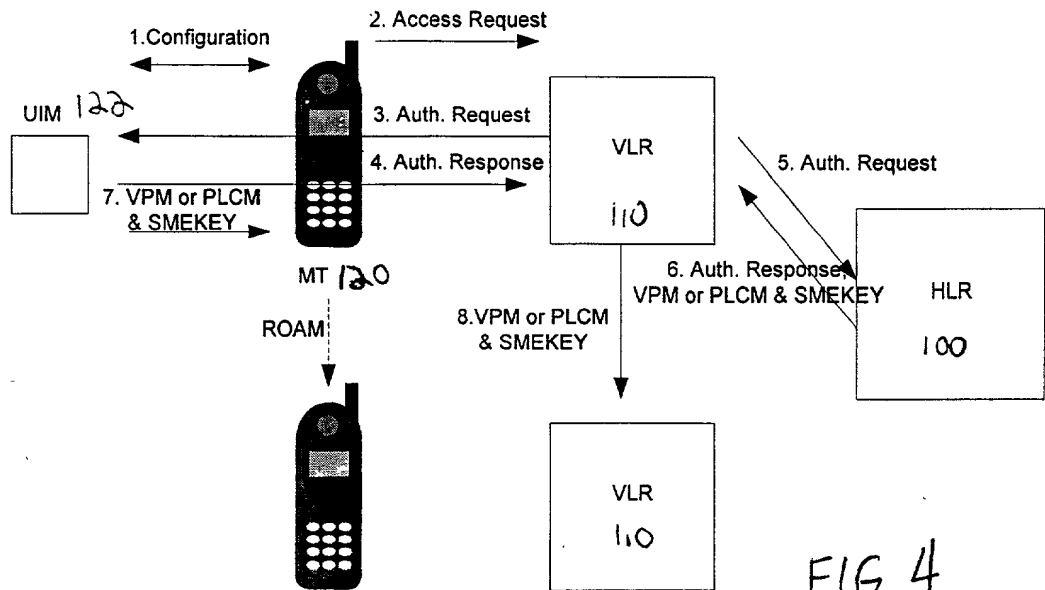 1.Configuration
2. Access Request
UIM 122
3. Auth. Request
4. Auth. Response
VLR
110
5. Auth. Request
7. VPM or PLCM
& SMEKEY
MT 120
6. Auth. Response,
VPM or PLCM & SMEKEY
HLR
100
ROAM
8.VPM or PLCM
& SMEKEY
VLR
110
FIG 4